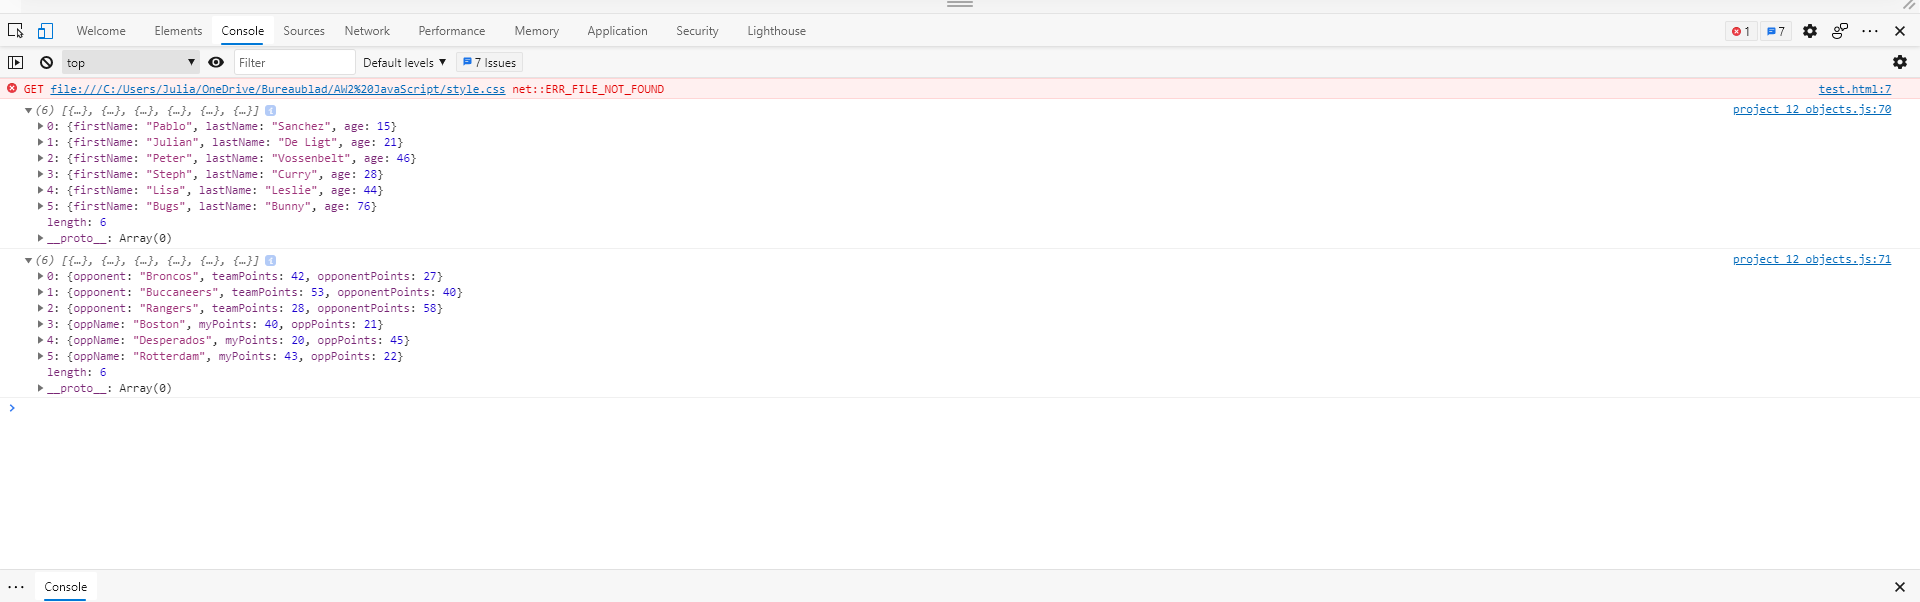 Welcome Elements Console Sources Network Performance Memory Application Security Lighthouse 1 7
top Filter Default levels 7 Issues
GET file:///C:/Users/Julia/OneDrive/Bureaublad/AW2%20JavaScript/style.css net::ERR_FILE_NOT_FOUND test.html:7
(6) [{…}, {…}, {…}, {…}, {…}, {…}] i project 12 objects.js:70
0: {firstName: "Pablo", lastName: "Sanchez", age: 15}
1: {firstName: "Julian", lastName: "De Ligt", age: 21}
2: {firstName: "Peter", lastName: "Vossenbelt", age: 46}
3: {firstName: "Steph", lastName: "Curry", age: 28}
4: {firstName: "Lisa", lastName: "Leslie", age: 44}
5: {firstName: "Bugs", lastName: "Bunny", age: 76}
length: 6
__proto__: Array(0)
(6) [{…}, {…}, {…}, {…}, {…}, {…}] i project 12 objects.js:71
0: {opponent: "Broncos", teamPoints: 42, opponentPoints: 27}
1: {opponent: "Buccaneers", teamPoints: 53, opponentPoints: 40}
2: {opponent: "Rangers", teamPoints: 28, opponentPoints: 58}
3: {oppName: "Boston", myPoints: 40, oppPoints: 21}
4: {oppName: "Desperados", myPoints: 20, oppPoints: 45}
5: {oppName: "Rotterdam", myPoints: 43, oppPoints: 22}
length: 6
__proto__: Array(0)
Console